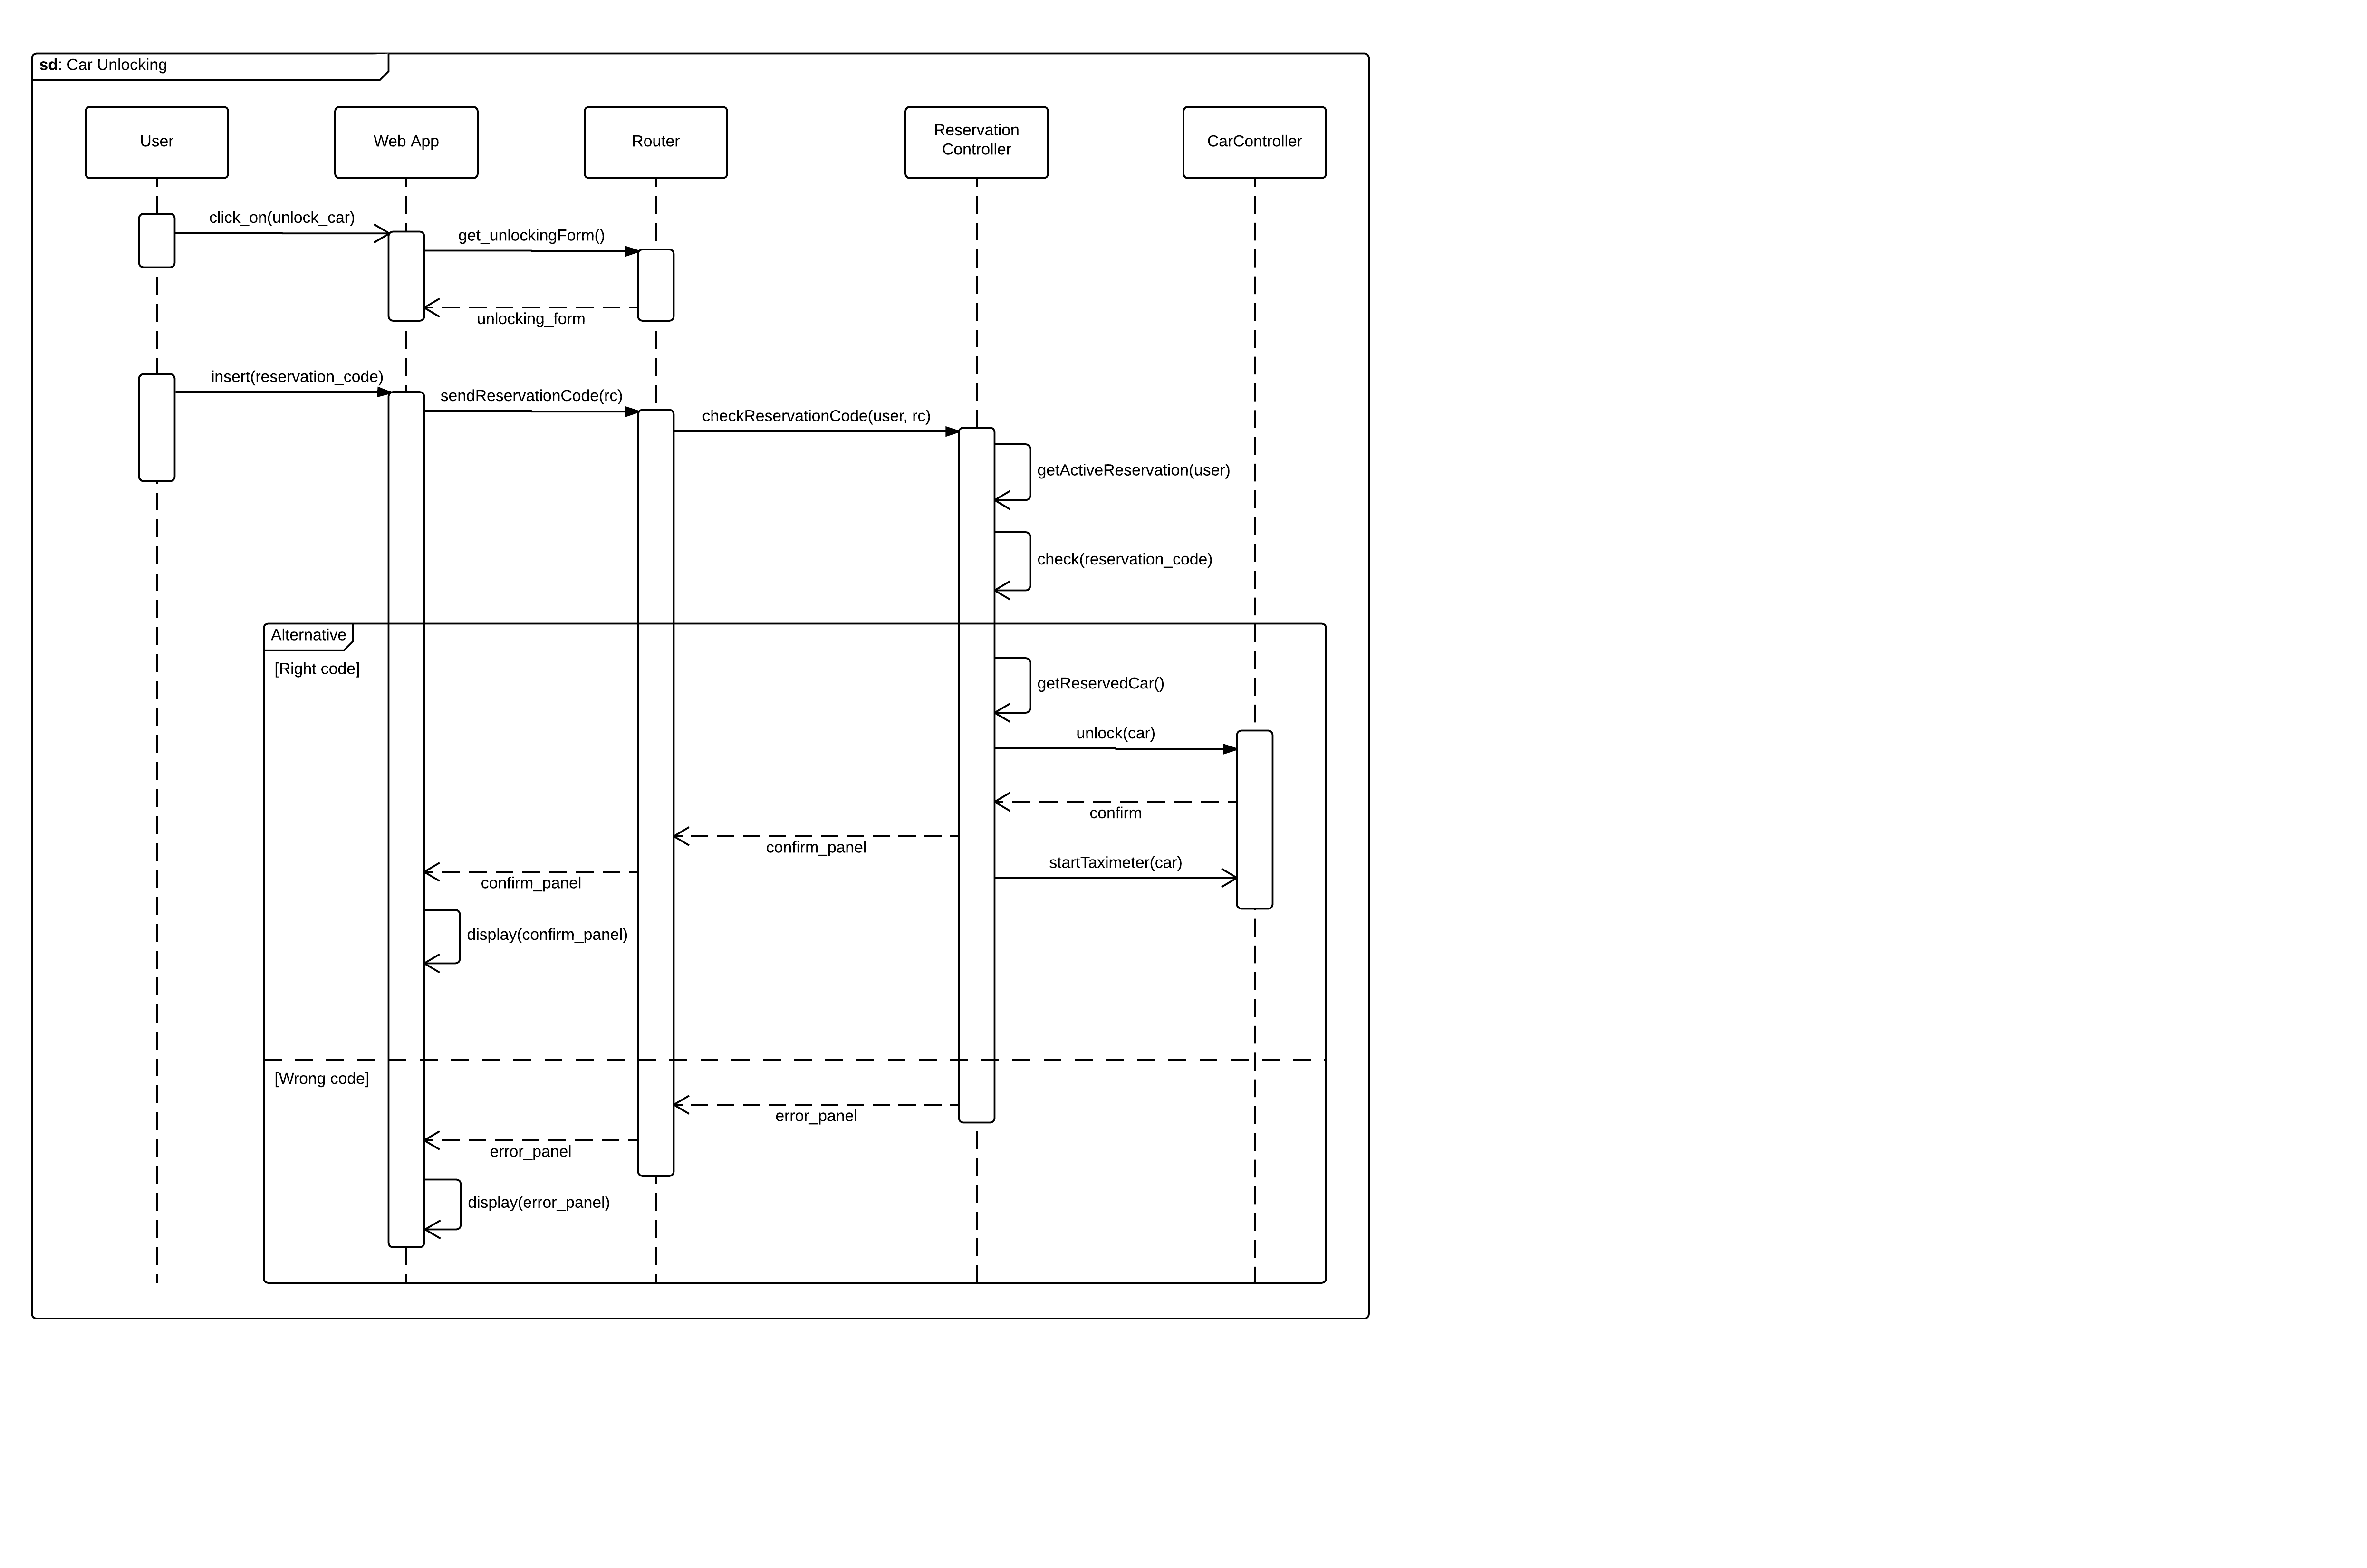 sd: Car Unlocking
User
Web App
Router
Reservation
Controller
CarController
click_on(unlock_car)
get_unlockingForm()
unlocking_form
insert(reservation_code)
sendReservationCode(rc)
checkReservationCode(user, rc)
getActiveReservation(user)
check(reservation_code)
Alternative
[Right code]
getReservedCar()
unlock(car)
confirm
confirm_panel
startTaximeter(car)
confirm_panel
display(confirm_panel)
[Wrong code]
error_panel
error_panel
display(error_panel)